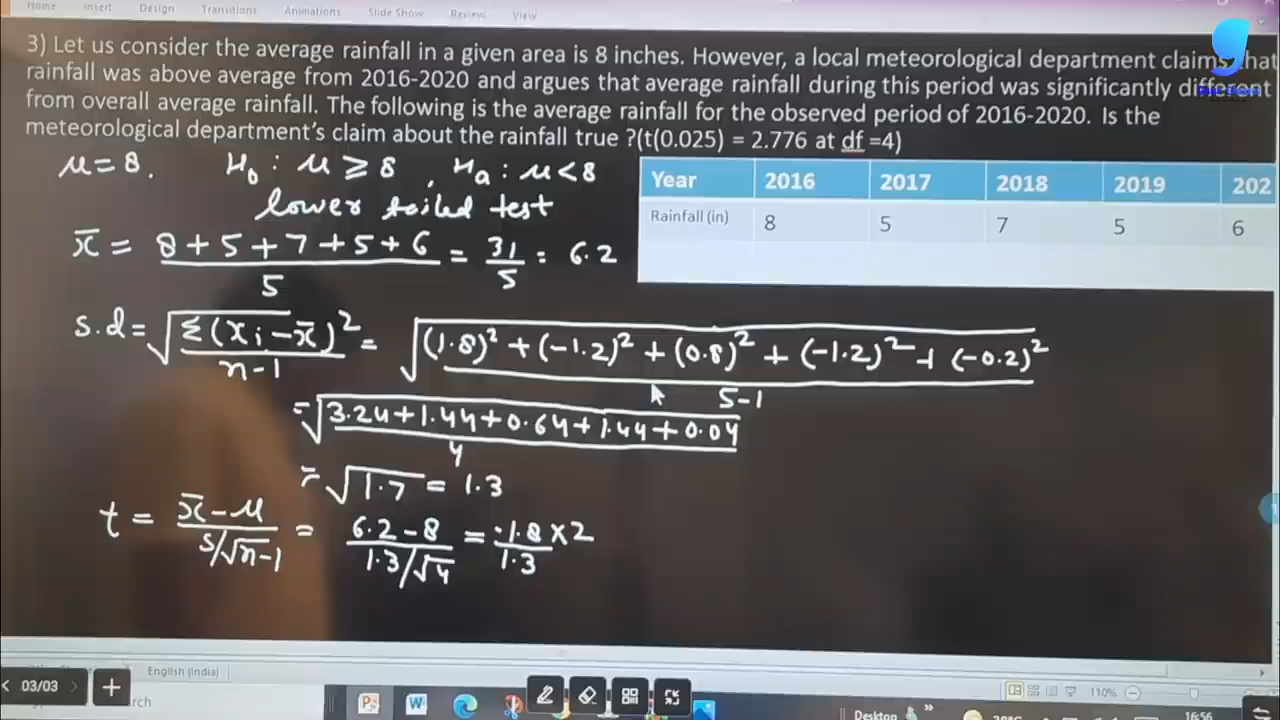 Home Insert Design Transitions Animations Slide Show Review View
3) Let us consider the average rainfall in a given area is 8 inches. However, a local meteorological department claims that
rainfall was above average from 2016-2020 and argues that average rainfall during this period was significantly different
from overall average rainfall. The following is the average rainfall for the observed period of 2016-2020. Is the
meteorological department's claim about the rainfall true ?(t(0.025) = 2.776 at df =4)
μ = 8. H₀ : μ ≥ 8 , Hₐ : μ < 8
lower tailed test
Year 2016 2017 2018 2019 202
Rainfall (in) 8 5 7 5 6
x̄ = (8+5+7+5+6)/5 = 31/5 = 6.2
s.d = √(Σ(xᵢ-x̄)²/(n-1)) = √(((1.8)² + (-1.2)² + (0.8)² + (-1.2)² + (-0.2)²)/(5-1))
= √((3.24+1.44+0.64+1.44+0.04)/4)
= √1.7 = 1.3
t = (x̄-μ)/(s/√n-1) = (6.2-8)/(1.3/√4) = -1.8/1.3 × 2
English (India)
03/03
110%
Desktop
16:56